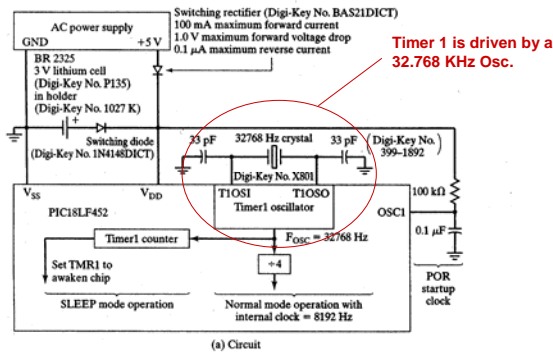 Switching rectifier (Digi-Key No. BAS21DICT)
100 mA maximum forward current
1.0 V maximum forward voltage drop
0.1 μA maximum reverse current
AC power supply
GND
+5 V
Timer 1 is driven by a
32.768 KHz Osc.
BR 2325
3 V lithium cell
(Digi-Key No. P135)
in holder
(Digi-Key No. 1027 K)
+
Switching diode
(Digi-Key No. 1N4148DICT)
33 pF
32768 Hz crystal
33 pF
(Digi-Key No.
399-1892)
Digi-Key No. X801
VSS
VDD
T1OSI
T1OSO
Timer1 oscillator
PIC18LF452
OSC1
100 kΩ
0.1 μF
Timer1 counter
FOSC = 32768 Hz
÷4
Set TMR1 to
awaken chip
SLEEP mode operation
Normal mode operation with
internal clock = 8192 Hz
POR
startup
clock
(a) Circuit